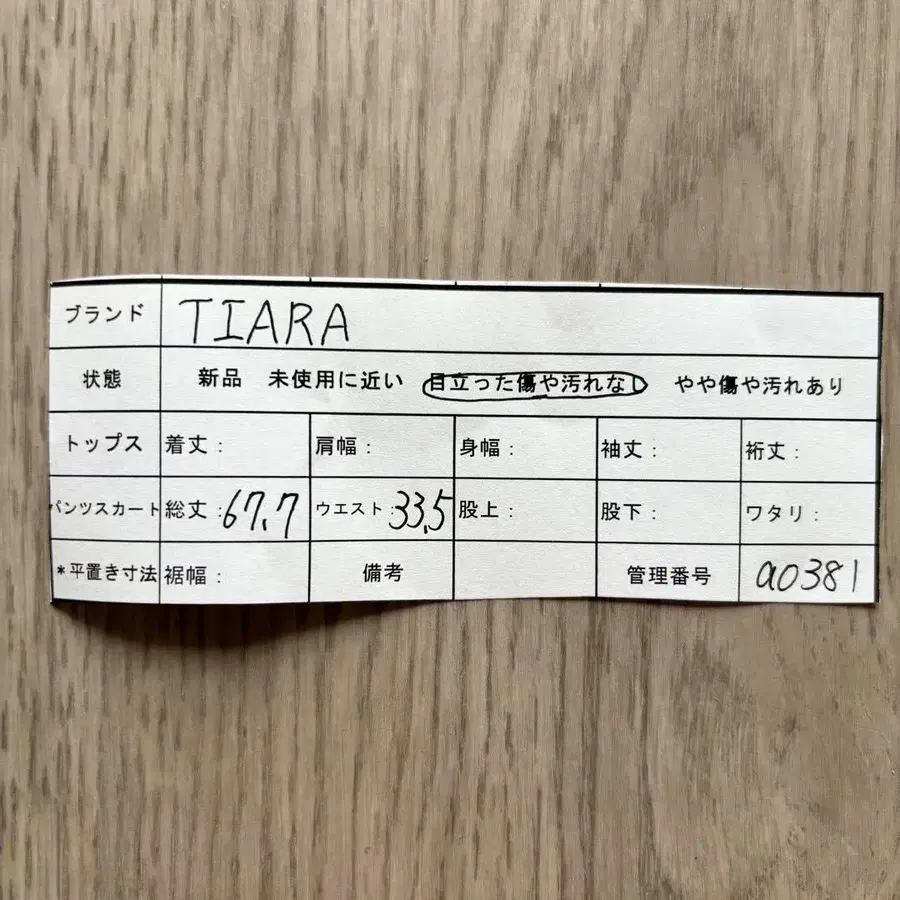 ブランド TIARA
状態 新品 未使用に近い 目立った傷や汚れなし やや傷や汚れあり
トップス 着丈: 肩幅: 身幅: 袖丈: 裄丈:
パンツスカート 総丈:67.7 ウエスト:33.5 股上: 股下: ワタリ:
*平置き寸法 裾幅: 備考 管理番号 a0381